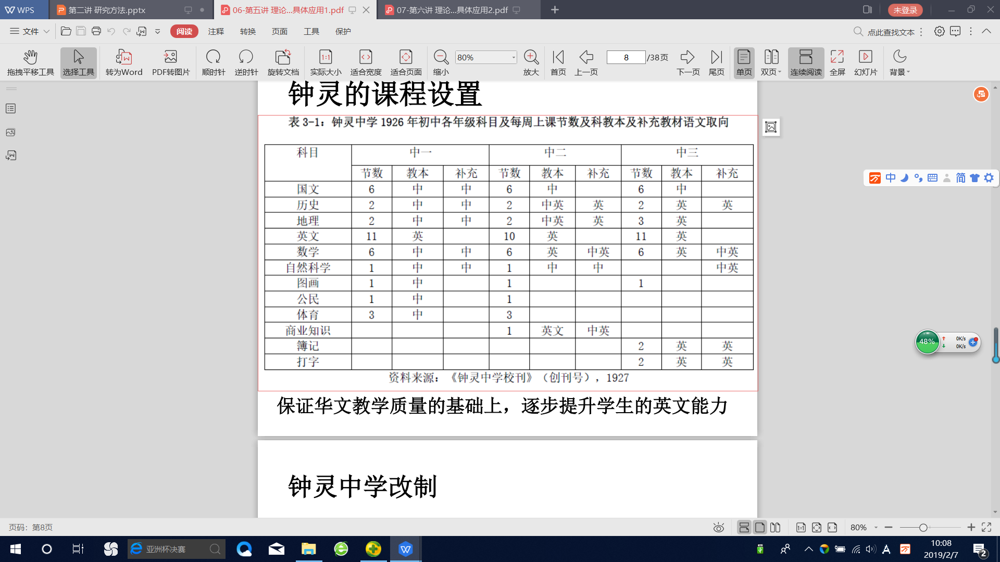 WPS 第二讲 研究方法.pptx 06-第五讲 理论...具体应用1.pdf 07-第六讲 理论...具体应用2.pdf 未登录
文件 阅读 注释 转换 页面 工具 保护 点此查找文本
拖拽平移工具 选择工具 转为Word PDF转图片 顺时针 逆时针 旋转文档 1:1 实际大小 适合宽度 适合页面 缩小 80% 放大 首页 上一页 8 /38页 下一页 尾页 单页 双页 连续阅读 全屏 幻灯片 背景
钟灵的课程设置
表 3-1：钟灵中学 1926 年初中各年级科目及每周上课节数及科教本及补充教材语文取向
科目 中一 中二 中三
节数 教本 补充 节数 教本 补充 节数 教本 补充
国文 6 中 中 6 中 6 中
历史 2 中 中 2 中英 英 2 英 英
地理 2 中 中 2 中英 英 3 英
英文 11 英 10 英 11 英
数学 6 中 中 6 英 中英 6 英 中英
自然科学 1 中 中 1 中 中 中英
图画 1 中 1 1
公民 1 中 1
体育 3 中 3
商业知识 1 英文 中英
簿记 2 英 英
打字 2 英 英
资料来源：《钟灵中学校刊》（创刊号），1927
保证华文教学质量的基础上，逐步提升学生的英文能力
钟灵中学改制
中 简
48% 0K/s
0K/s
页码：第8页 80%
亚洲杯决赛
A
10:08
2019/2/7
2